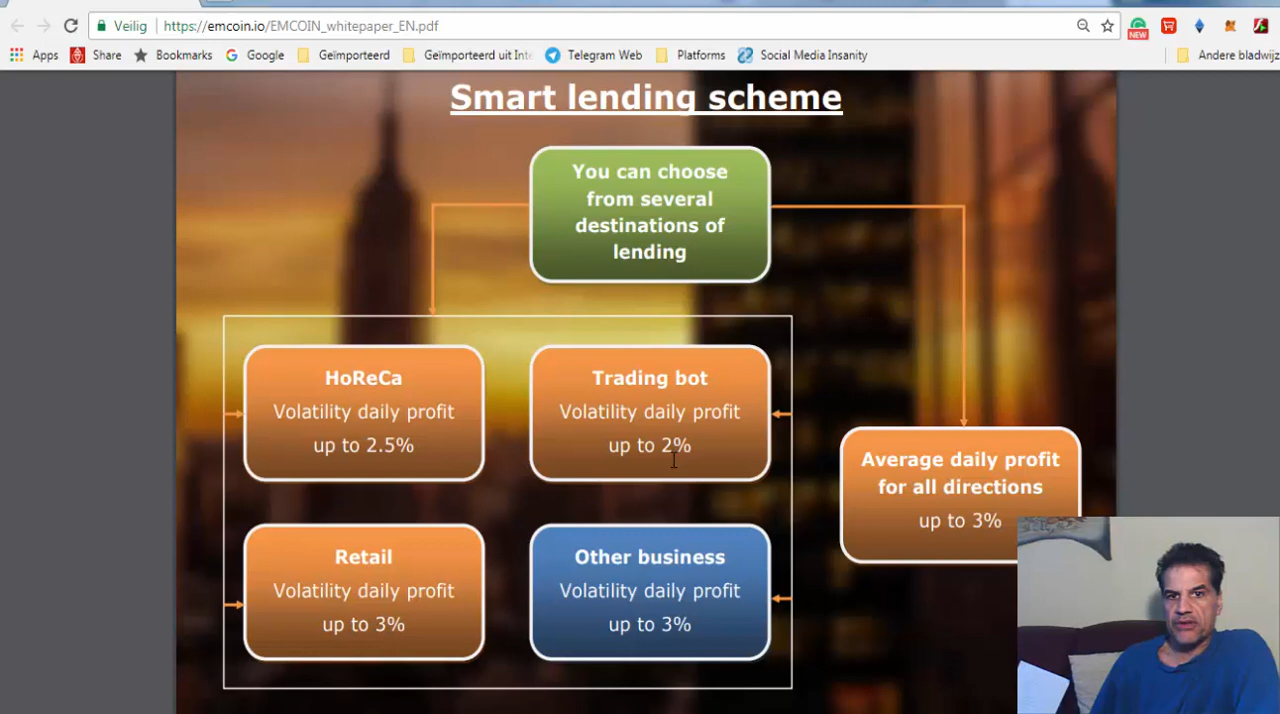 Veilig
https://emcoin.io/EMCOIN_whitepaper_EN.pdf
NEW
Apps
Share
Bookmarks
Google
Geïmporteerd
Geïmporteerd uit Inte
Telegram Web
Platforms
Social Media Insanity
Andere bladwijz
Smart lending scheme
You can choose
from several
destinations of
lending
HoReCa
Volatility daily profit
up to 2.5%
Trading bot
Volatility daily profit
up to 2%
Average daily profit
for all directions
up to 3%
Retail
Volatility daily profit
up to 3%
Other business
Volatility daily profit
up to 3%